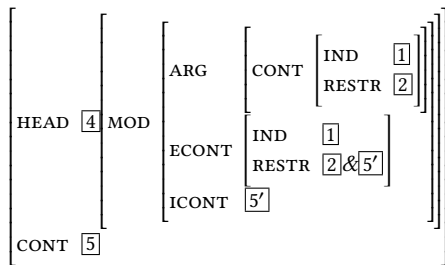 IND 1
ARG CONT RESTR 2
HEAD 4 MOD
IND 1
ECONT RESTR 2&5′
ICONT 5′
CONT 5